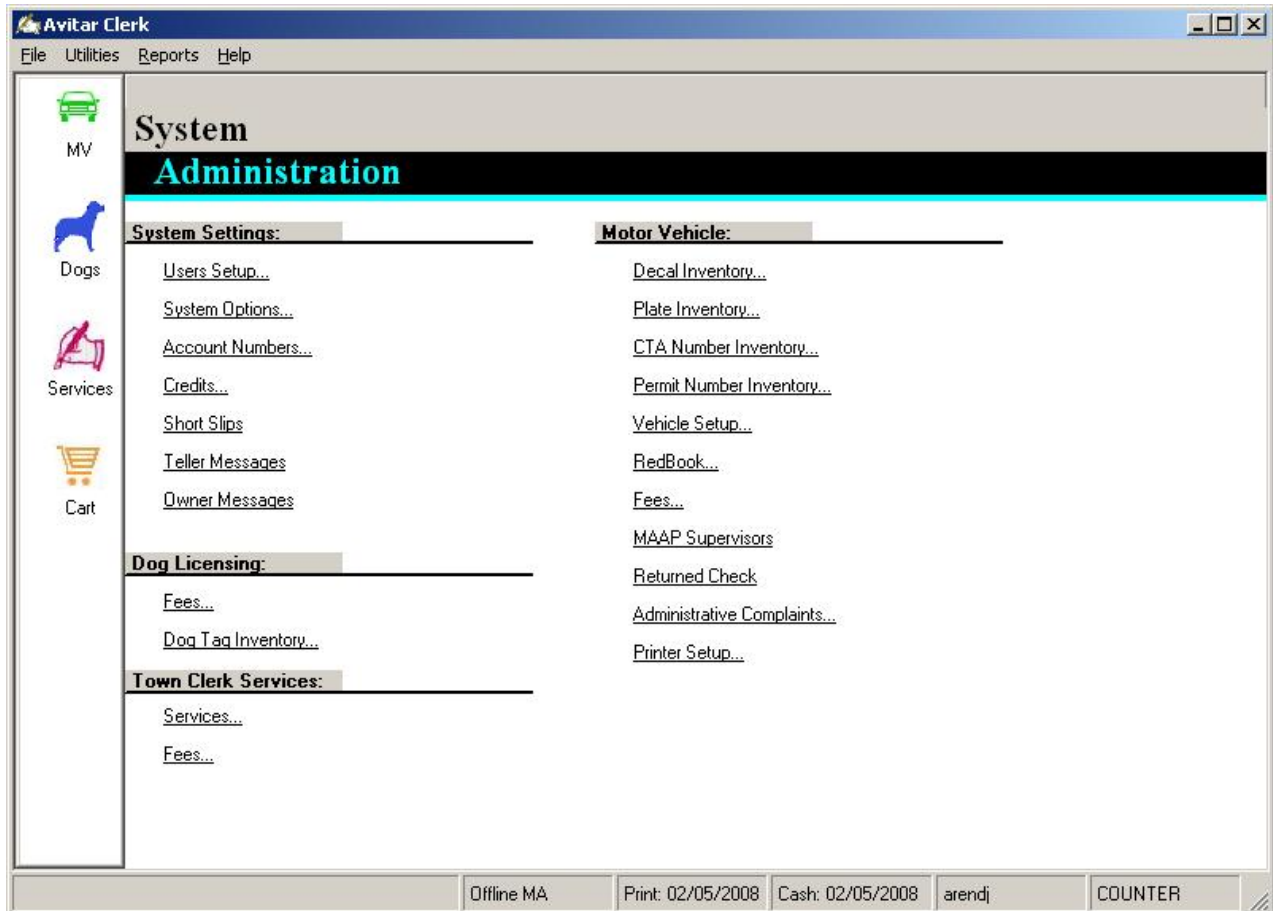 Avitar Clerk
File Utilities Reports Help
MV
Dogs
Services
Cart
System
Administration
System Settings:
Users Setup...
System Options...
Account Numbers...
Credits...
Short Slips
Teller Messages
Owner Messages
Dog Licensing:
Fees...
Dog Tag Inventory...
Town Clerk Services:
Services...
Fees...
Motor Vehicle:
Decal Inventory...
Plate Inventory...
CTA Number Inventory...
Permit Number Inventory...
Vehicle Setup...
RedBook...
Fees...
MAAP Supervisors
Returned Check
Administrative Complaints...
Printer Setup...
Offline MA Print: 02/05/2008 Cash: 02/05/2008 arendj COUNTER